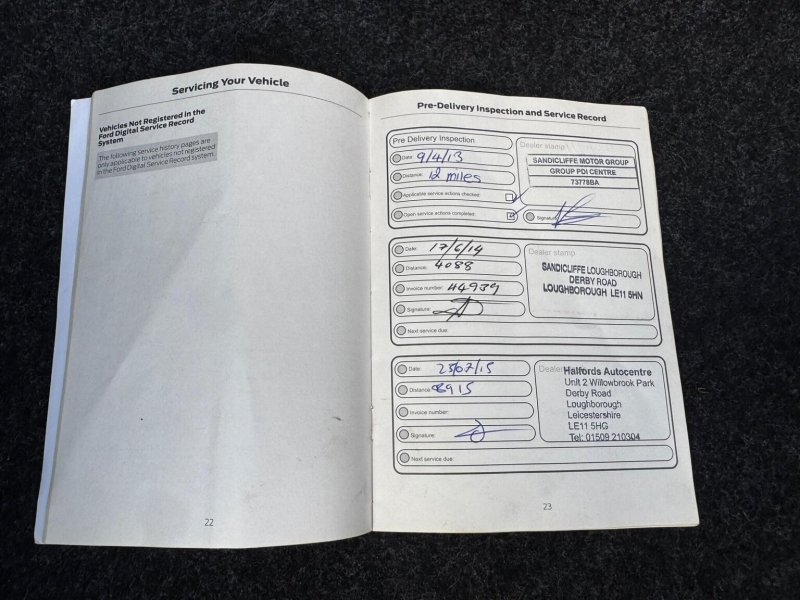 Servicing Your Vehicle
Vehicles Not Registered in the
Ford Digital Service Record
System
The following service history pages are
only applicable to vehicles not registered
in the Ford Digital Service Record system.
22
Pre-Delivery Inspection and Service Record
Pre Delivery Inspection
Date: 9/4/13
Distance: 12 miles
Applicable service actions checked:
Open service actions completed:
Dealer stamp
SANDICLIFFE MOTOR GROUP
GROUP PDI CENTRE
73778BA
Signature:
Date: 17/6/14
Distance: 4088
Invoice number: 44939
Signature:
Next service due:
Dealer stamp
SANDICLIFFE LOUGHBOROUGH
DERBY ROAD
LOUGHBOROUGH LE11 5HN
Date: 23/07/15
Distance: 8915
Invoice number:
Signature:
Next service due:
Halfords Autocentre
Unit 2 Willowbrook Park
Derby Road
Loughborough
Leicestershire
LE11 5HG
Tel: 01509 210304
23